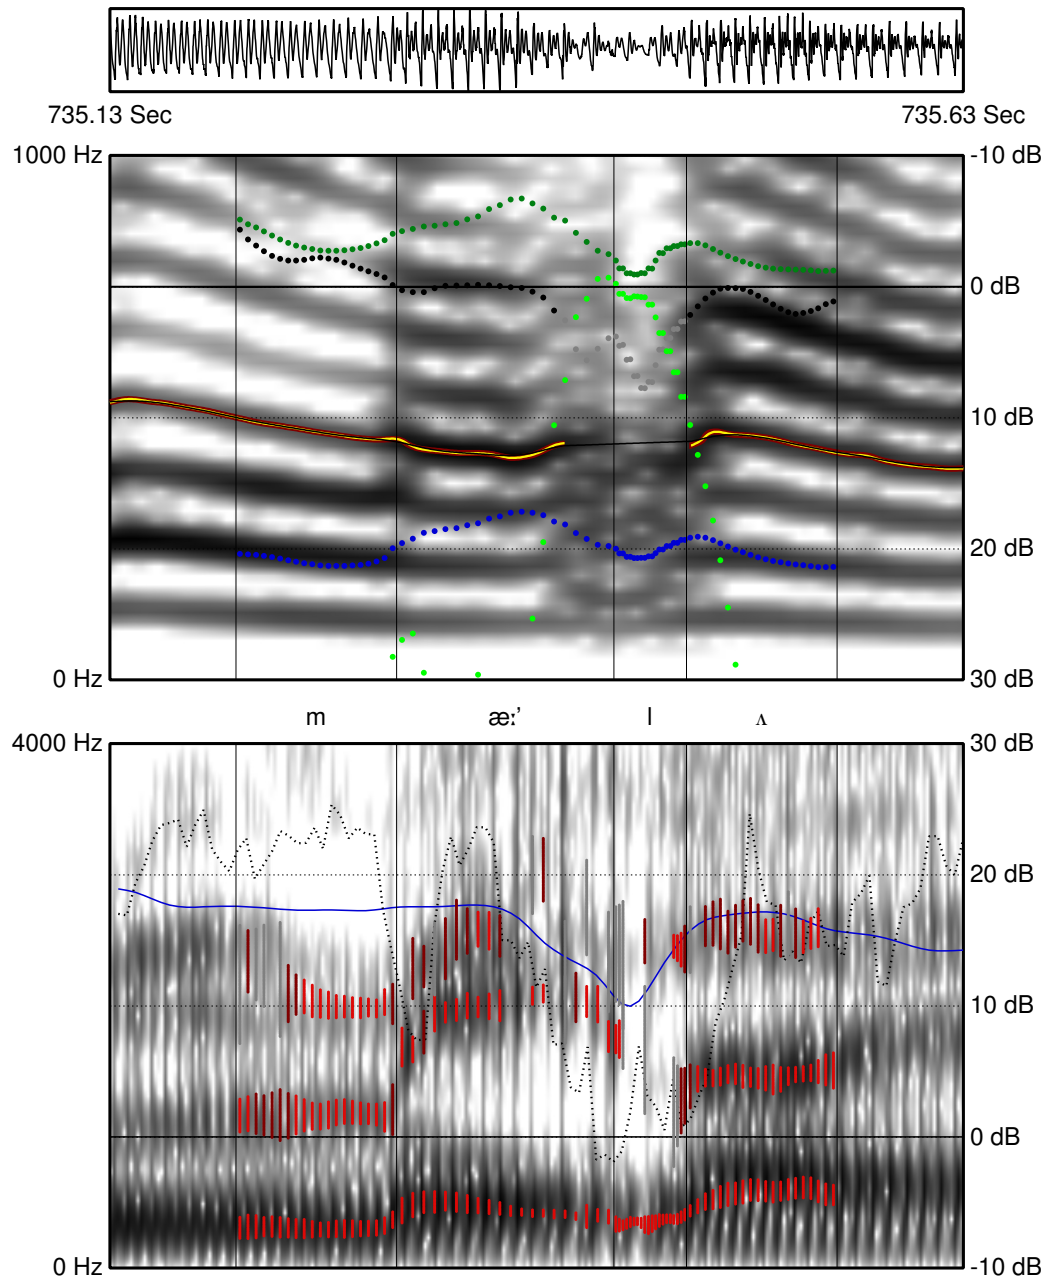 735.13 Sec 735.63 Sec
1000 Hz -10 dB
0 dB
10 dB
20 dB
0 Hz 30 dB
m æː’ l ʌ
4000 Hz 30 dB
20 dB
10 dB
0 dB
0 Hz -10 dB